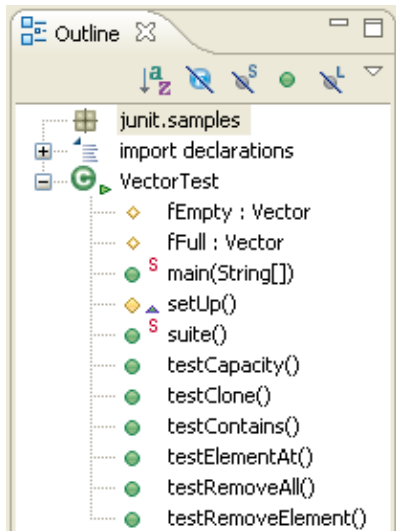 Outline
a
z
S
L
junit.samples
import declarations
C VectorTest
fEmpty : Vector
fFull : Vector
S main(String[])
setUp()
S suite()
testCapacity()
testClone()
testContains()
testElementAt()
testRemoveAll()
testRemoveElement()